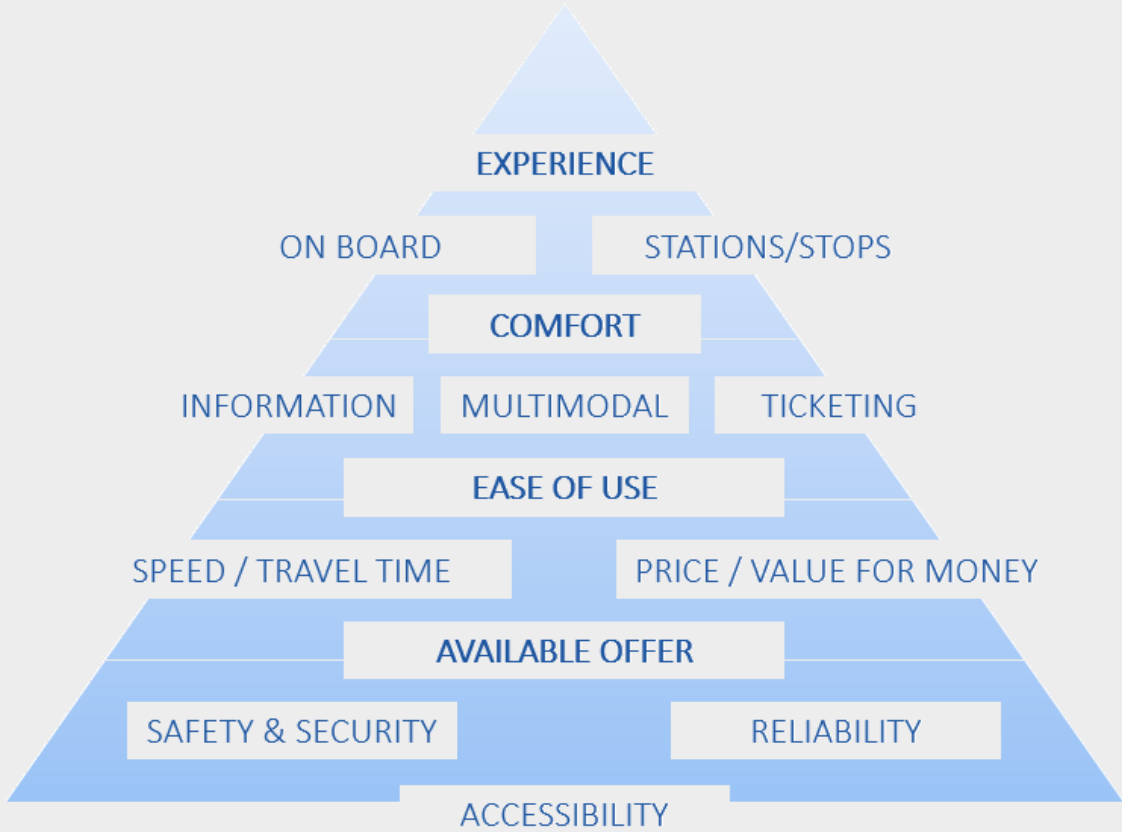 EXPERIENCE
ON BOARD
STATIONS/STOPS
COMFORT
INFORMATION
MULTIMODAL
TICKETING
EASE OF USE
SPEED / TRAVEL TIME
PRICE / VALUE FOR MONEY
AVAILABLE OFFER
SAFETY & SECURITY
RELIABILITY
ACCESSIBILITY